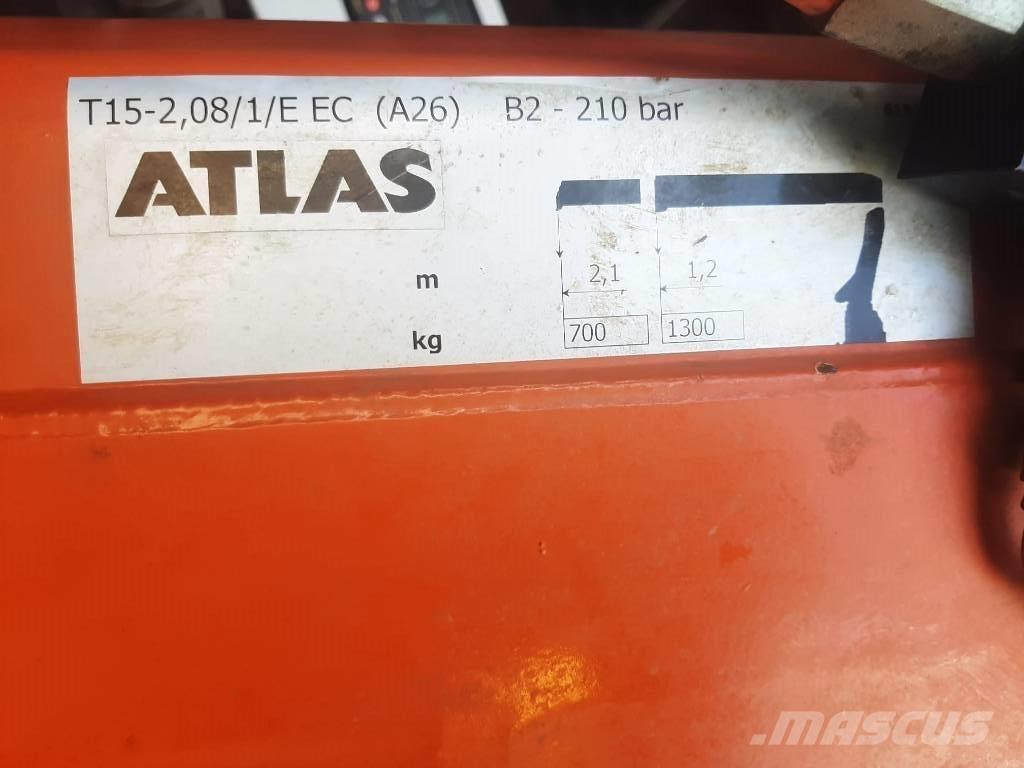 T15-2,08/1/E EC (A26) B2 - 210 bar
ATLAS
m 2,1 1,2
kg 700 1300
MASCUS